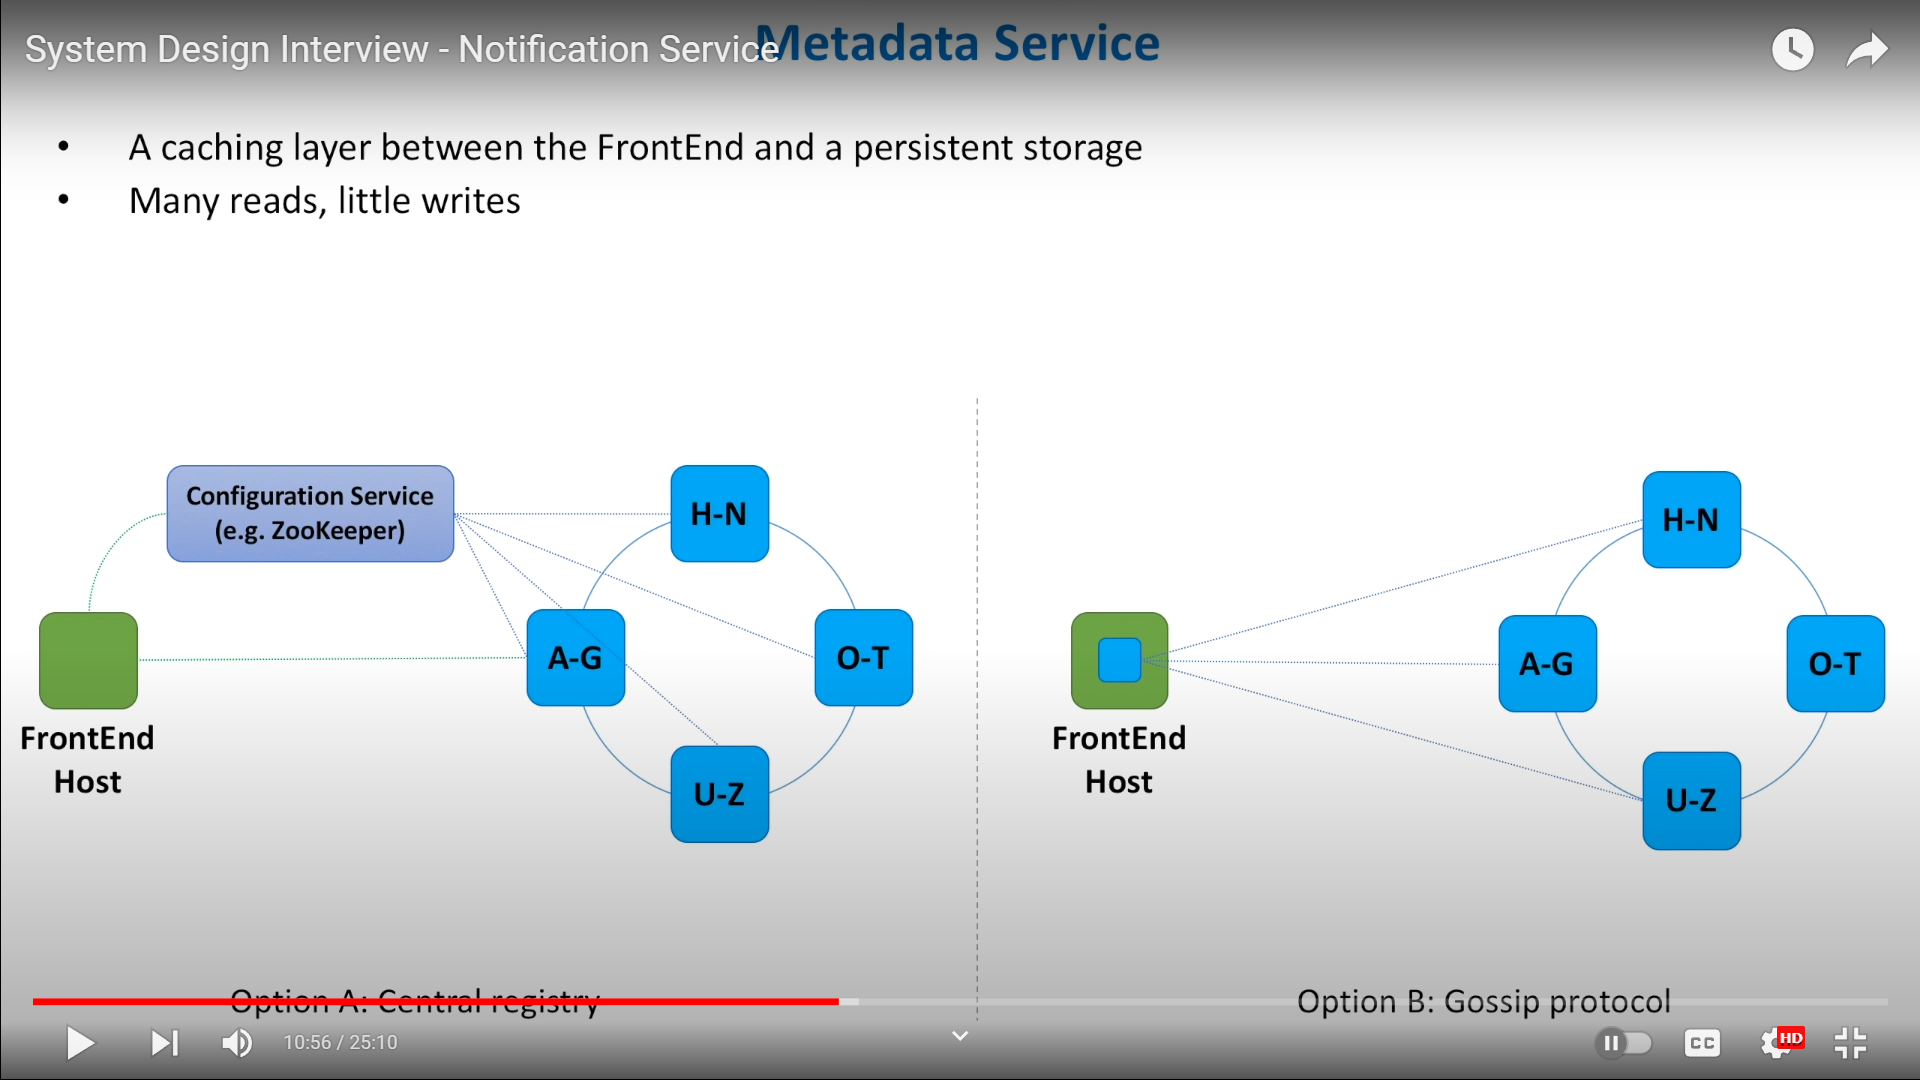 System Design Interview - Notification Service
Metadata Service
• A caching layer between the FrontEnd and a persistent storage
• Many reads, little writes
Configuration Service
(e.g. ZooKeeper)
H-N
A-G
O-T
U-Z
FrontEnd
Host
Option A: Central registry
H-N
A-G
O-T
U-Z
FrontEnd
Host
Option B: Gossip protocol
10:56 / 25:10
CC
HD